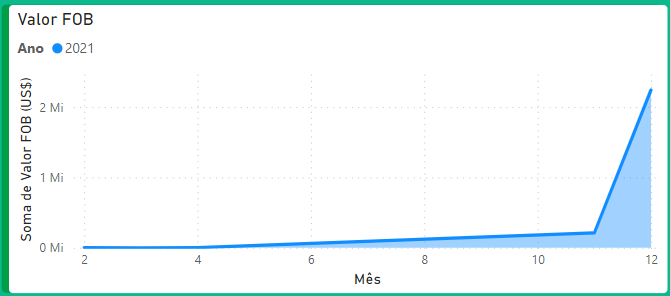 Valor FOB
Ano 2021
Soma de Valor FOB (US$)
2 Mi
1 Mi
0 Mi
2 4 6 8 10 12
Mês